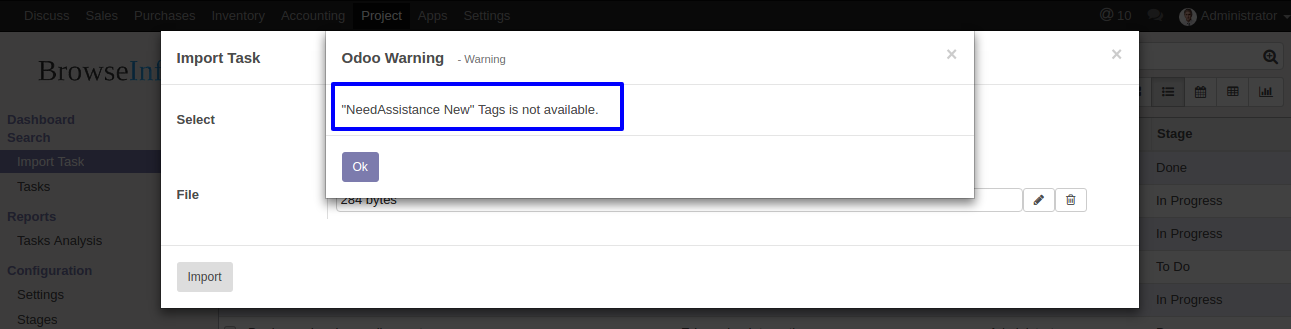 Discuss Sales Purchases Inventory Accounting Project Apps Settings @ 10 Administrator
BrowseInf
Import Task
Odoo Warning - Warning × ×
"NeedAssistance New" Tags is not available.
Ok
Select
File
284 bytes
Import
Dashboard
Search
Import Task
Tasks
Reports
Tasks Analysis
Configuration
Settings
Stages
Stage
Done
In Progress
In Progress
To Do
In Progress